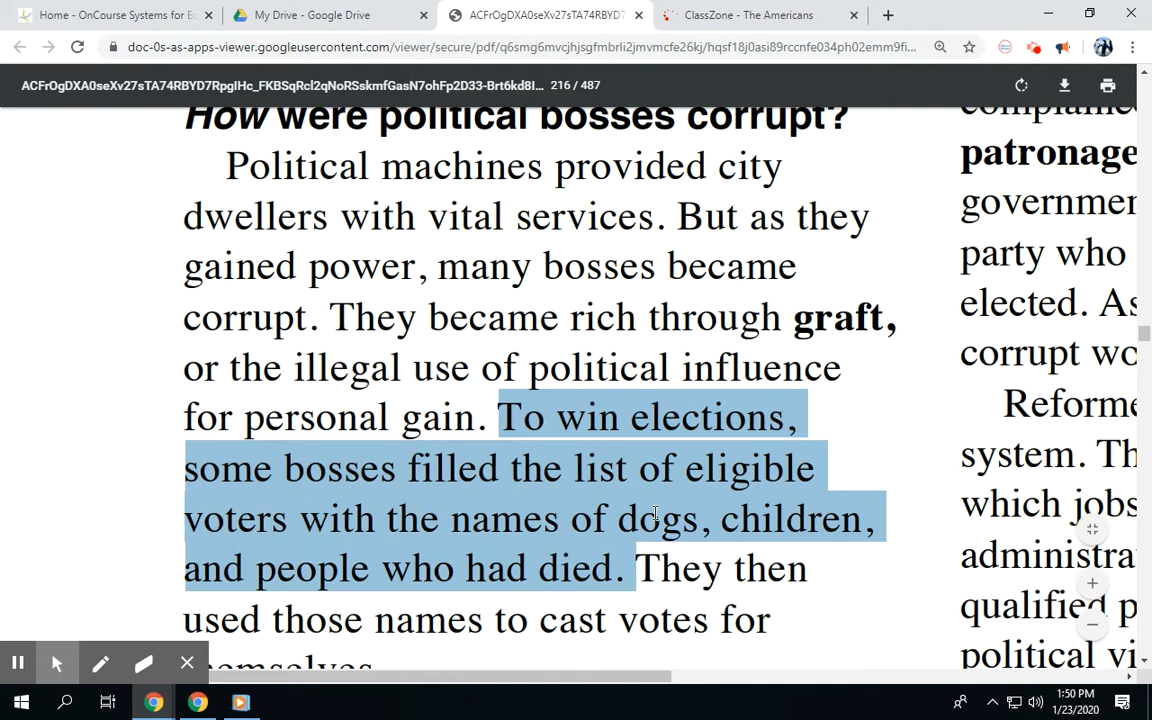 Home - OnCourse Systems for Ec
My Drive - Google Drive
ACFrOgDXA0seXv27sTA74RBYD7
ClassZone - The Americans
doc-0s-as-apps-viewer.googleusercontent.com/viewer/secure/pdf/q6smg6mvcjhjsgfmbrli2jmvmcfe26kj/hqsf18j0asi89rccnfe034ph02emm9fi...
ACFrOgDXA0seXv27sTA74RBYD7RpgIHc_FKBSqRcl2qNoRSskmfGasN7ohFp2D33-Brt6kd8I... 216 / 487
How were political bosses corrupt?
Political machines provided city
dwellers with vital services. But as they
gained power, many bosses became
corrupt. They became rich through graft,
or the illegal use of political influence
for personal gain. To win elections,
some bosses filled the list of eligible
voters with the names of dogs, children,
and people who had died. They then
used those names to cast votes for
themselves.
patronage
governmen
party who
elected. As
corrupt wo
Reforme
system. Th
which jobs
administra
qualified p
political vi
1:50 PM
1/23/2020